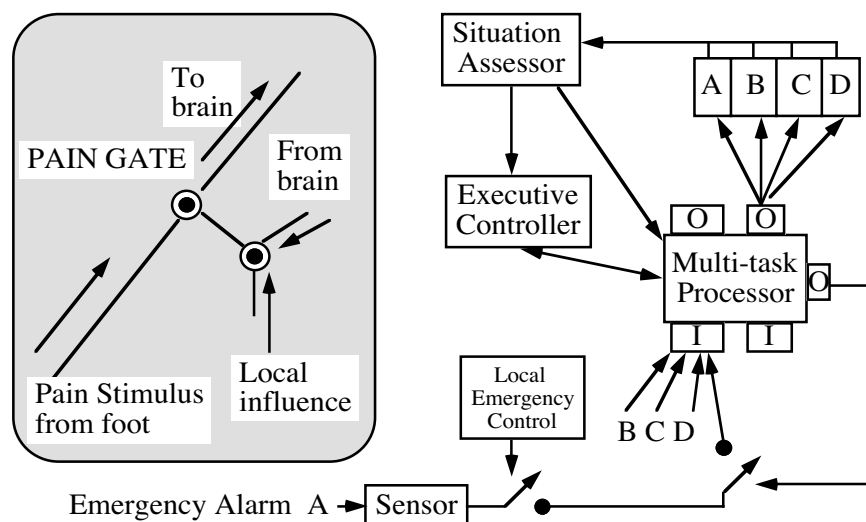 To
brain
PAIN GATE
From
brain
Pain Stimulus
from foot
Local
influence
Situation
Assessor
A B C D
Executive
Controller
O O
Multi-task
Processor
O
I I
B C D
Local
Emergency
Control
Emergency Alarm A
Sensor